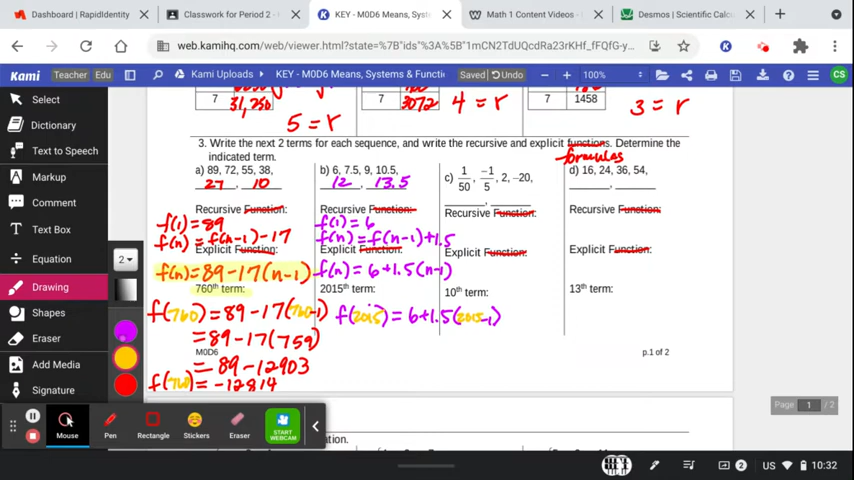 Dashboard | RapidIdentity
Classwork for Period 2 -
KEY - M0D6 Means, Syste
Math 1 Content Videos -
Desmos | Scientific Calc
web.kamihq.com/web/viewer.html?state=%7B"ids"%3A%5B"1mCN2TdUQcdRa23rKHf_fFQfG-y...
Kami Teacher Edu
Kami Uploads > KEY - M0D6 Means, Systems & Functi
Saved Undo
100%
CS
Select
Dictionary
Text to Speech
Markup
Comment
Text Box
Equation
2
Drawing
Shapes
Eraser
Add Media
Signature
7 31,250
5 = r
7 3072
4 = r
7 1458
3 = r
3. Write the next 2 terms for each sequence, and write the recursive and explicit functions. Determine the
formulas
indicated term.
a) 89, 72, 55, 38,
27, 10
Recursive Function:
f(1)=89
f(n)=f(n-1)-17
Explicit Function:
f(n)=89-17(n-1)
760th term:
f(760)=89-17(760-1)
=89-17(759)
=89-12903
f(760)=-12814
b) 6, 7.5, 9, 10.5,
12, 13.5
Recursive Function:
f(1)=6
f(n)=f(n-1)+1.5
Explicit Function:
f(n)=6+1.5(n-1)
2015th term:
f(2015)=6+1.5(2015-1)
c) 1/50, -1/5, 2, -20,
Recursive Function:
Explicit Function:
10th term:
d) 16, 24, 36, 54,
Recursive Function:
Explicit Function:
13th term:
M0D6
p.1 of 2
Page 1 / 2
ation.
Mouse
Pen
Rectangle
Stickers
Eraser
START WEBCAM
KEY
2
US
10:32